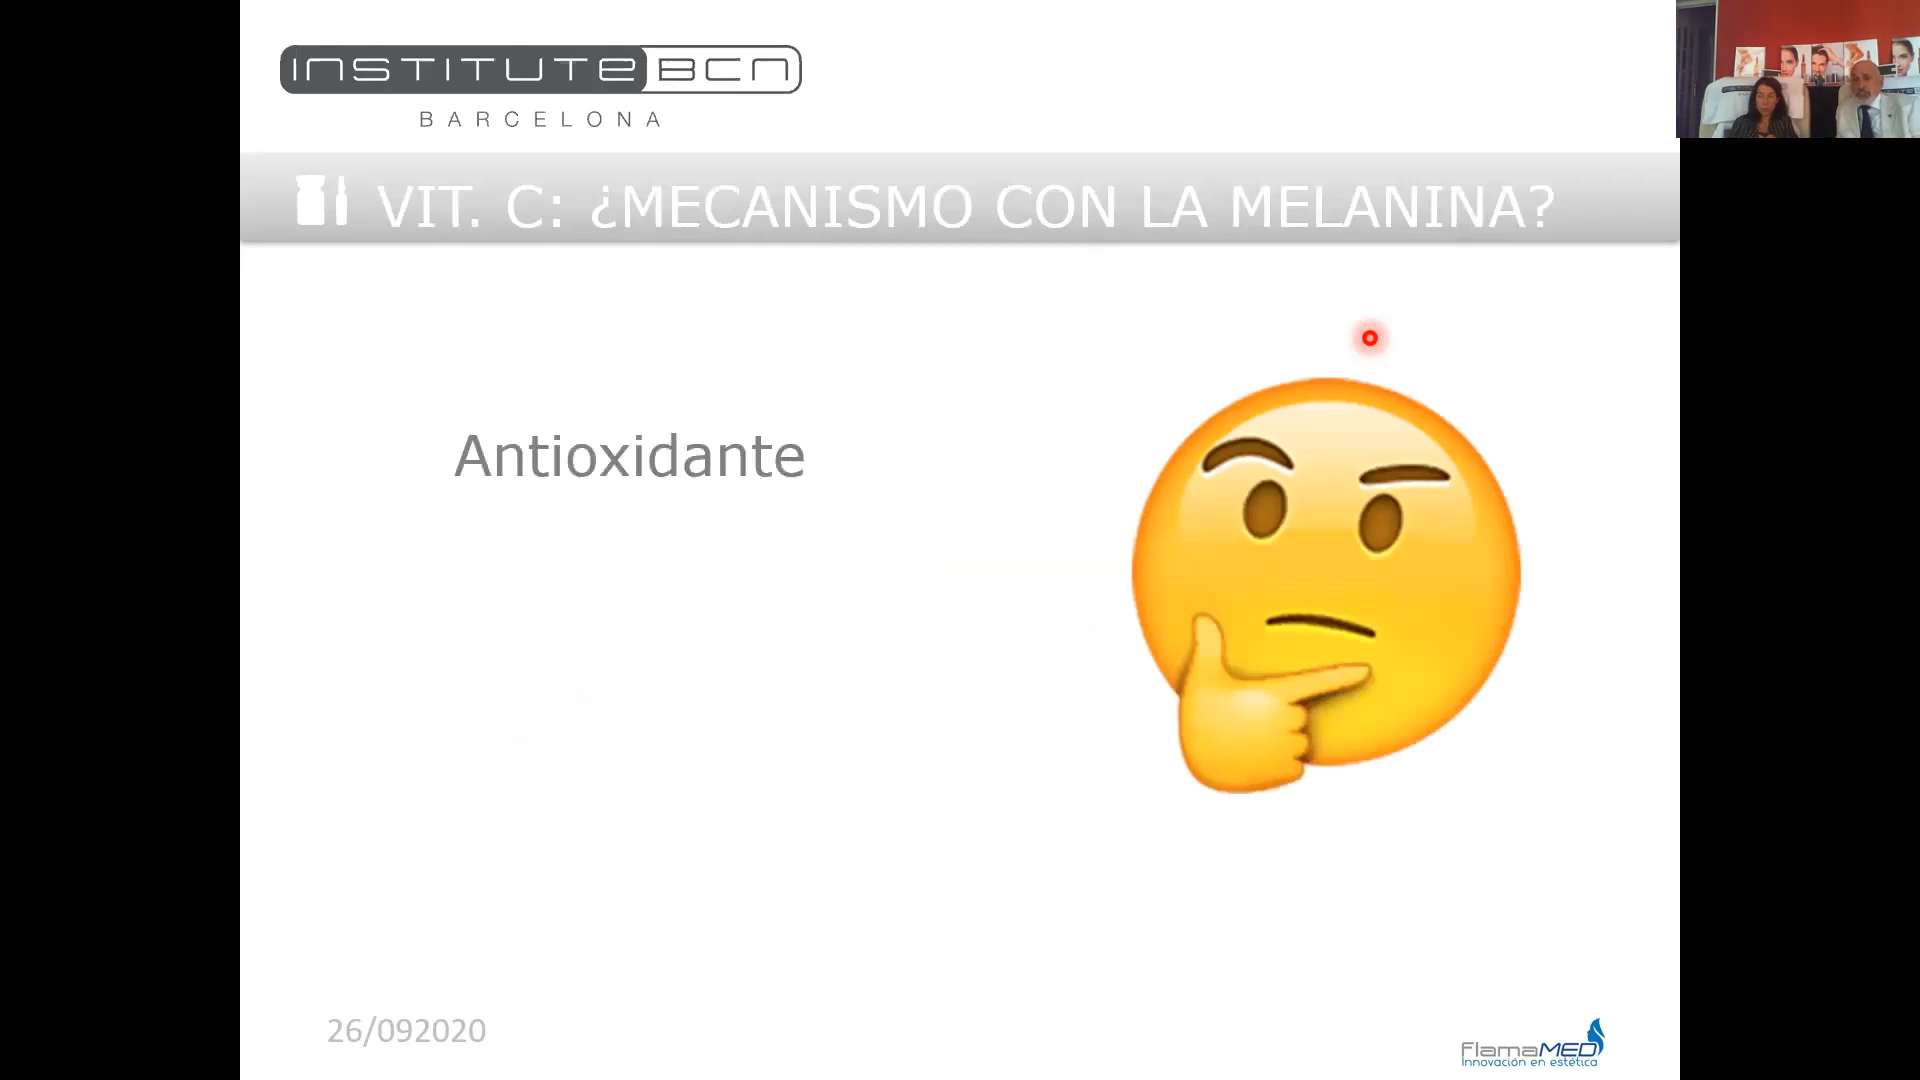 INSTITUTE BCN
BARCELONA
VIT. C: ¿MECANISMO CON LA MELANINA?
Antioxidante
26/092020
FlamaMED
Innovación en estética